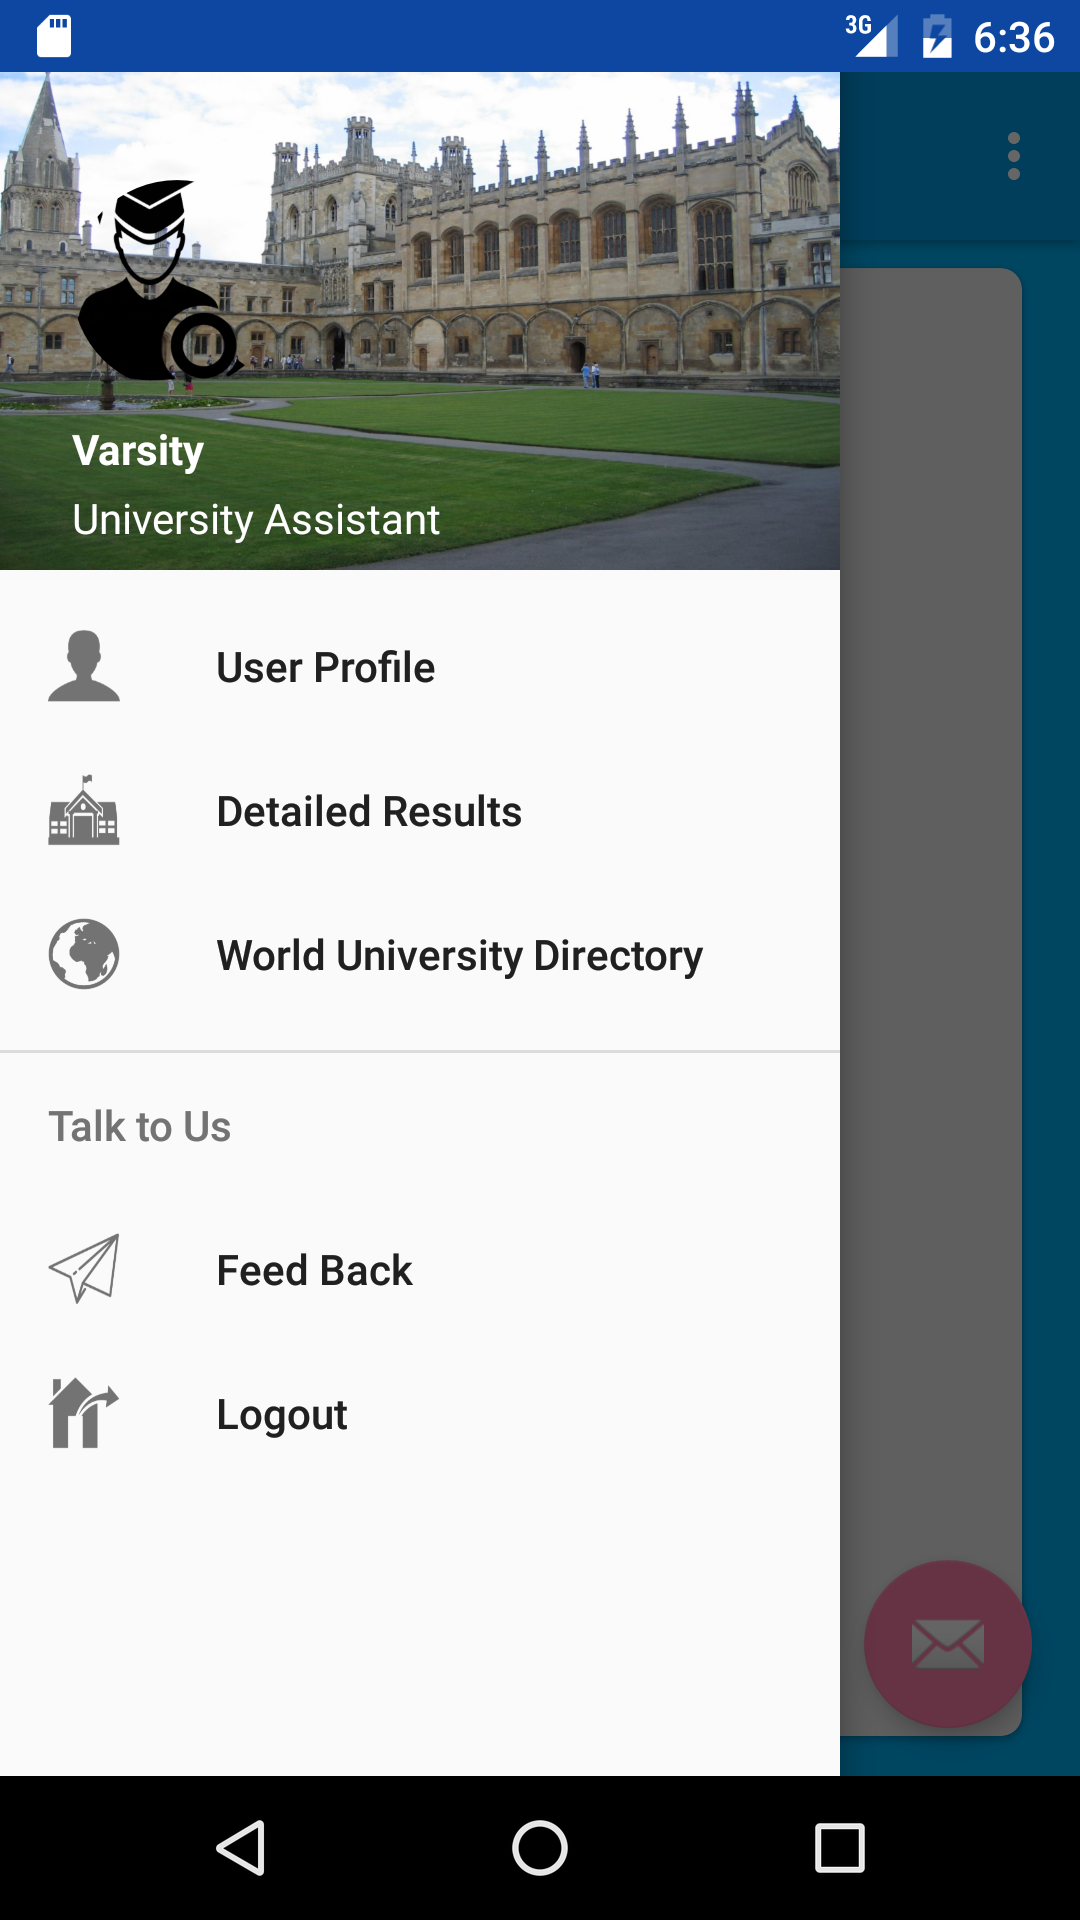 3G 6:36
Varsity
University Assistant
User Profile
Detailed Results
World University Directory
Talk to Us
Feed Back
Logout